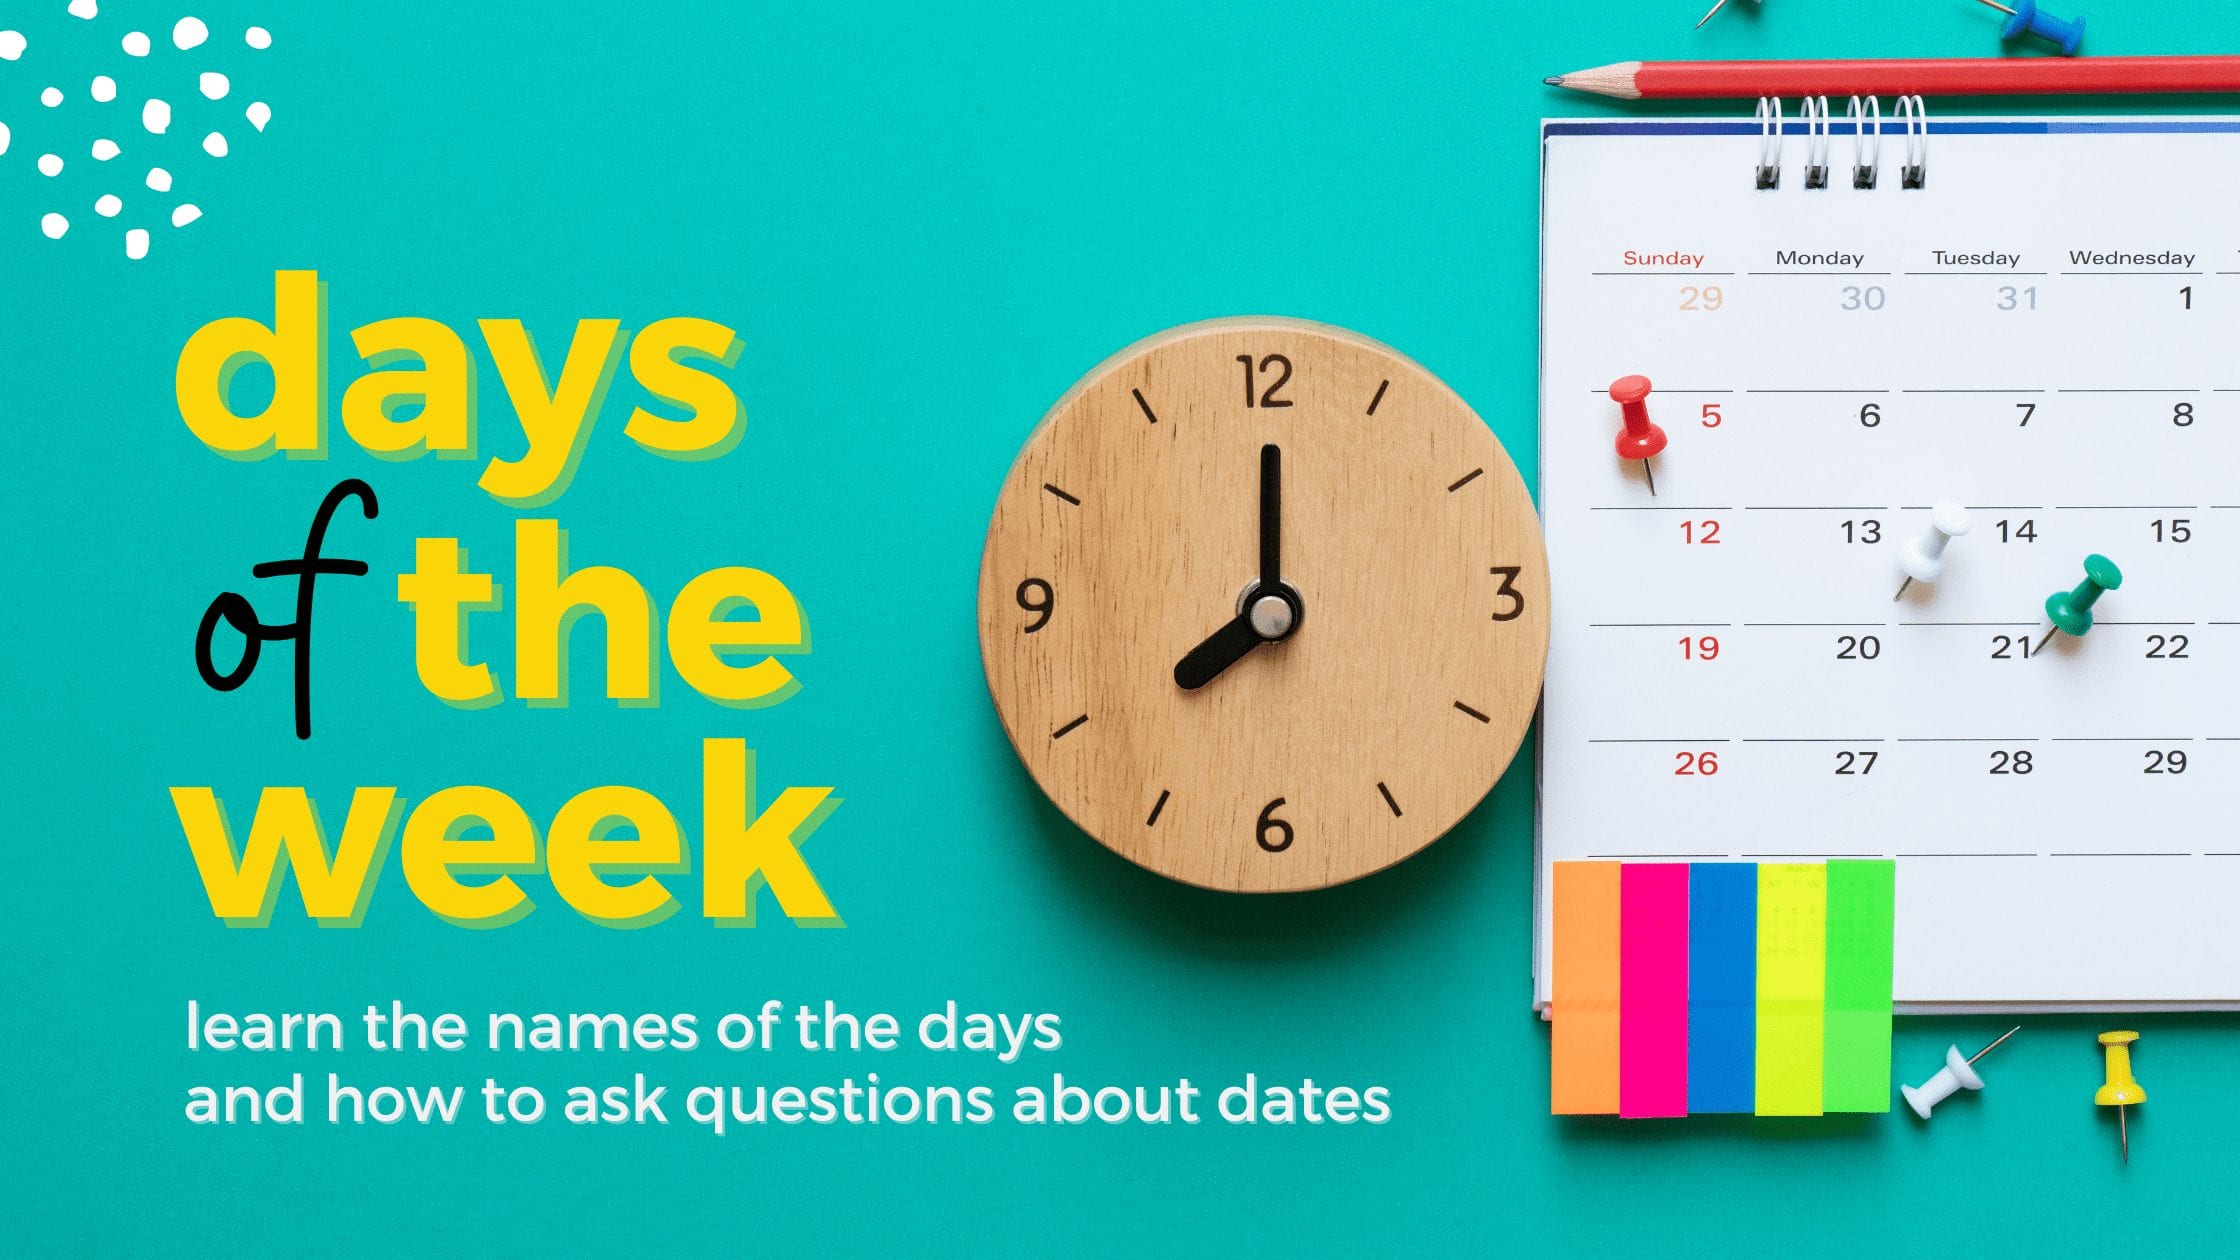 days
of the
week
learn the names of the days
and how to ask questions about dates
12
9
3
6
Sunday Monday Tuesday Wednesday
29 30 31 1
5 6 7 8
12 13 14 15
19 20 21 22
26 27 28 29